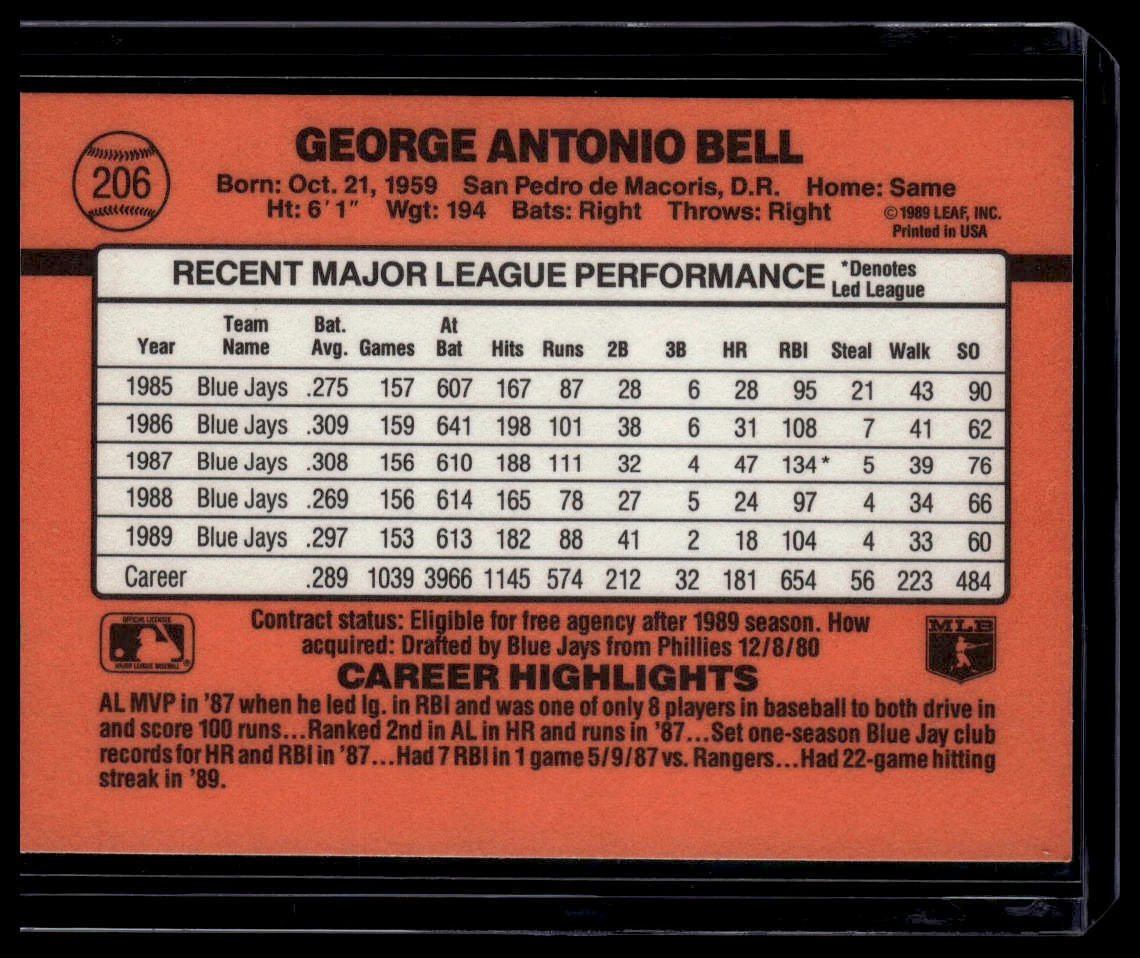 206
GEORGE ANTONIO BELL
Born: Oct. 21, 1959 San Pedro de Macoris, D.R. Home: Same
Ht: 6'1" Wgt: 194 Bats: Right Throws: Right
©1989 LEAF, INC.
Printed in USA
RECENT MAJOR LEAGUE PERFORMANCE *Denotes Led League
Year Team Name Bat. Avg. Games At Bat Hits Runs 2B 3B HR RBI Steal Walk SO
1985 Blue Jays .275 157 607 167 87 28 6 28 95 21 43 90
1986 Blue Jays .309 159 641 198 101 38 6 31 108 7 41 62
1987 Blue Jays .308 156 610 188 111 32 4 47 134* 5 39 76
1988 Blue Jays .269 156 614 165 78 27 5 24 97 4 34 66
1989 Blue Jays .297 153 613 182 88 41 2 18 104 4 33 60
Career .289 1039 3966 1145 574 212 32 181 654 56 223 484
OFFICIAL LICENSEE
MAJOR LEAGUE BASEBALL
®
Contract status: Eligible for free agency after 1989 season. How
acquired: Drafted by Blue Jays from Phillies 12/8/80
MLB
CAREER HIGHLIGHTS
AL MVP in '87 when he led lg. in RBI and was one of only 8 players in baseball to both drive in
and score 100 runs...Ranked 2nd in AL in HR and runs in '87...Set one-season Blue Jay club
records for HR and RBI in '87...Had 7 RBI in 1 game 5/9/87 vs. Rangers...Had 22-game hitting
streak in '89.